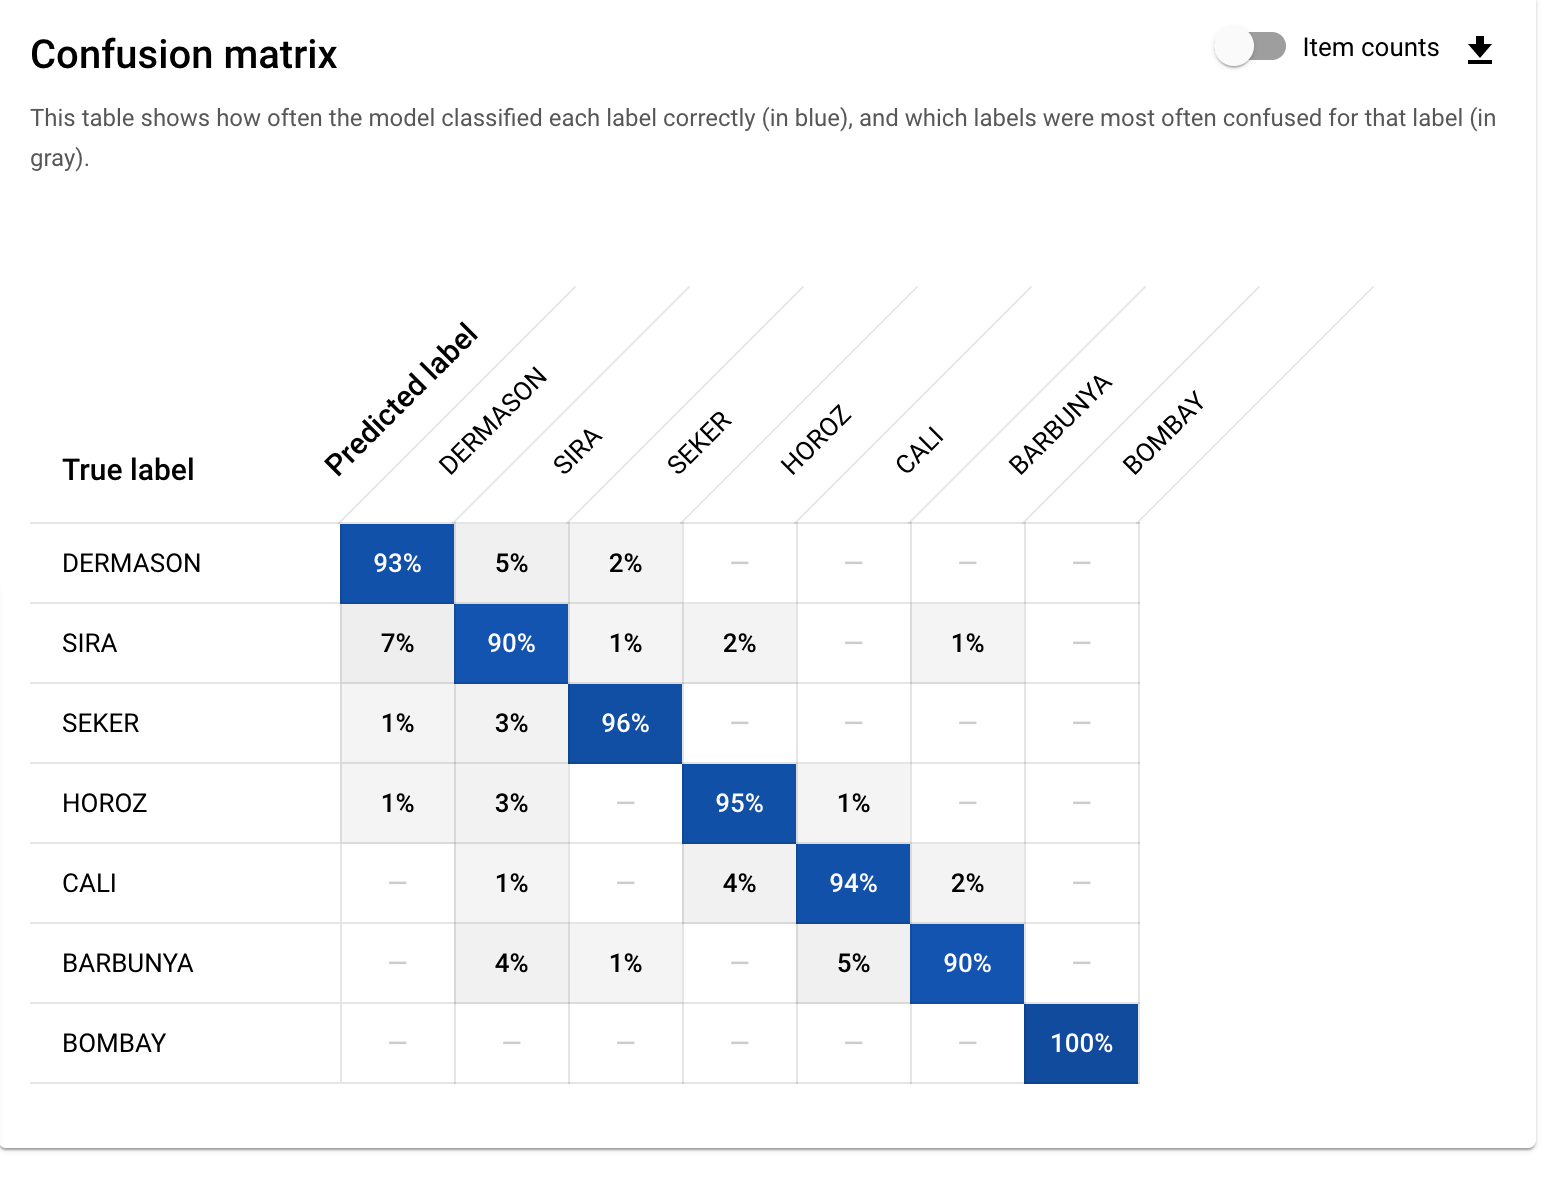 Confusion matrix
Item counts
This table shows how often the model classified each label correctly (in blue), and which labels were most often confused for that label (in
gray).
True label
Predicted label
DERMASON
SIRA
SEKER
HOROZ
CALI
BARBUNYA
BOMBAY
DERMASON 93% 5% 2% — — — —
SIRA 7% 90% 1% 2% — 1% —
SEKER 1% 3% 96% — — — —
HOROZ 1% 3% — 95% 1% — —
CALI — 1% — 4% 94% 2% —
BARBUNYA — 4% 1% — 5% 90% —
BOMBAY — — — — — — 100%